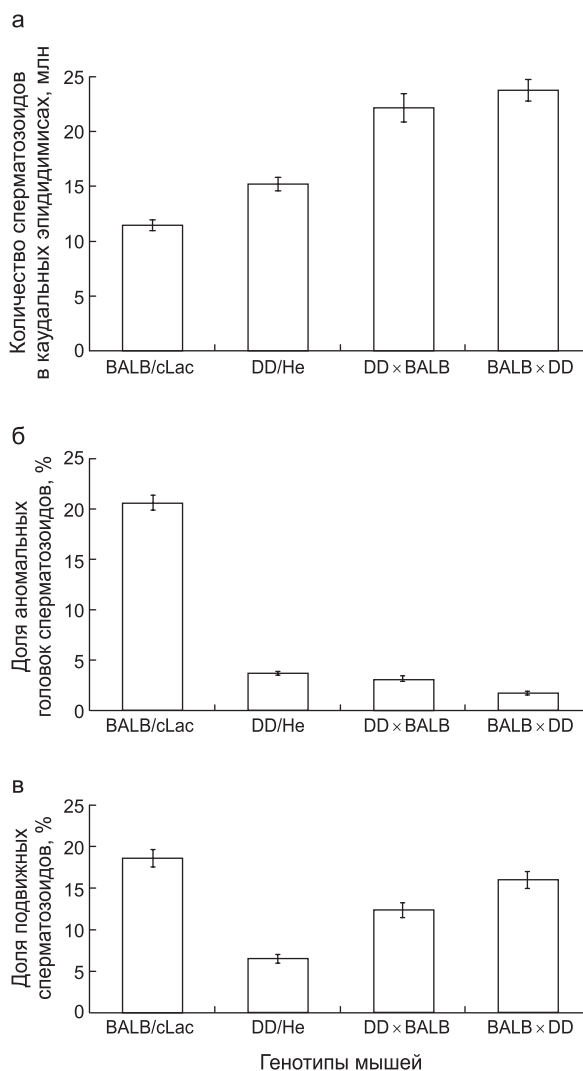 а
Количество сперматозоидов
в каудальных эпидидимисах, млн
25
20
15
10
5
0
BALB/cLac DD/He DD × BALB BALB × DD
б
Доля аномальных
головок сперматозоидов, %
25
20
15
10
5
0
BALB/cLac DD/He DD × BALB BALB × DD
в
Доля подвижных
сперматозоидов, %
25
20
15
10
5
0
BALB/cLac DD/He DD × BALB BALB × DD
Генотипы мышей